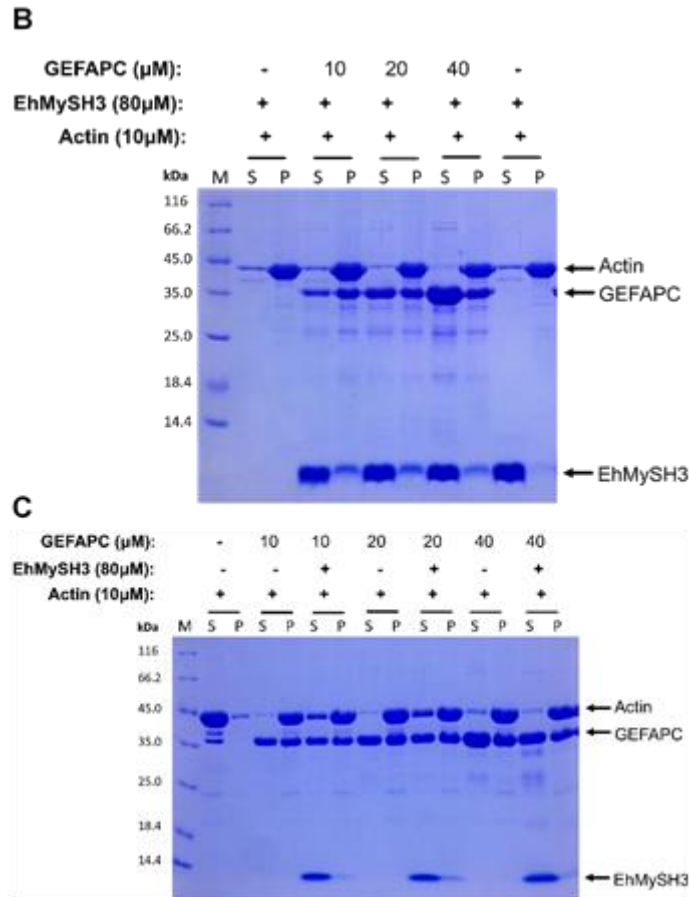 B
GEFAPC (µM): - 10 20 40 -
EhMySH3 (80µM): + + + + +
Actin (10µM): + + + + +
kDa M S P S P S P S P S P
116
66.2
45.0
Actin
35.0
GEFAPC
25.0
18.4
14.4
EhMySH3
C
GEFAPC (µM): - 10 10 20 20 40 40
EhMySH3 (80µM): - - + - + - +
Actin (10µM): + + + + + + +
kDa M S P S P S P S P S P S P S P
116
66.2
45.0
Actin
GEFAPC
35.0
25.0
18.4
14.4
EhMySH3